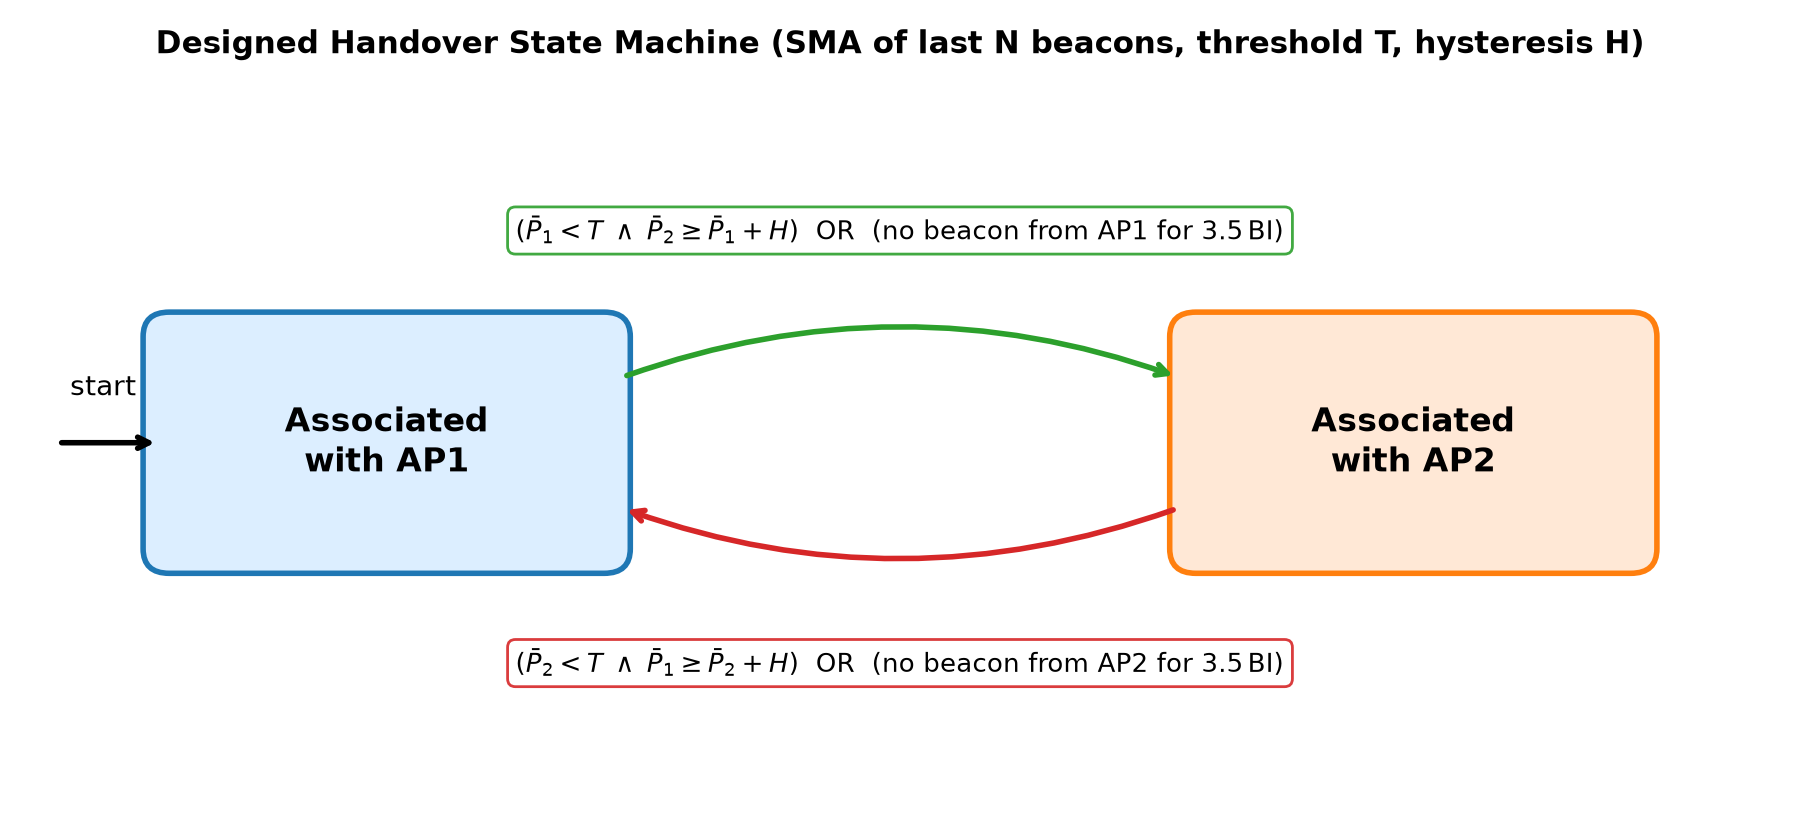 Designed Handover State Machine (SMA of last N beacons, threshold T, hysteresis H)
(P̄₁ < T ∧ P̄₂ ≥ P̄₁ + H) OR (no beacon from AP1 for 3.5 BI)
start
Associated
with AP1
Associated
with AP2
(P̄₂ < T ∧ P̄₁ ≥ P̄₂ + H) OR (no beacon from AP2 for 3.5 BI)